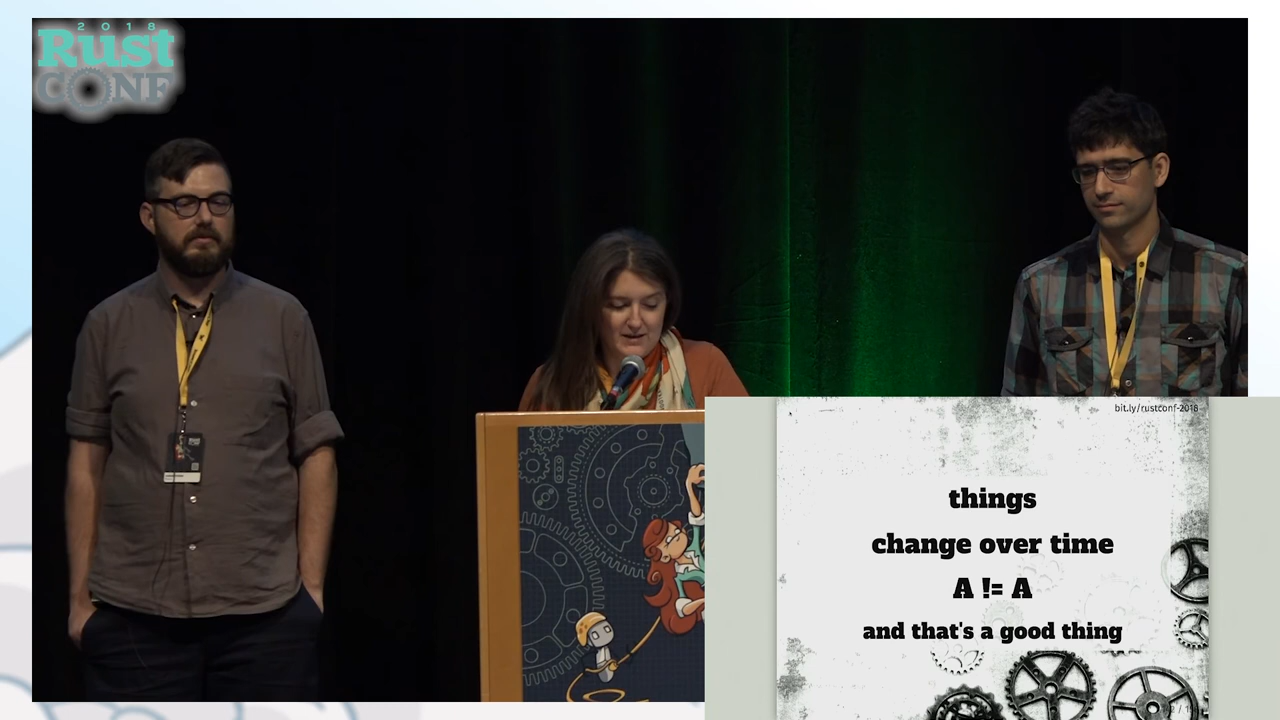 2018
Rust
CONF
bit.ly/rustconf-2018
things
change over time
A != A
and that's a good thing